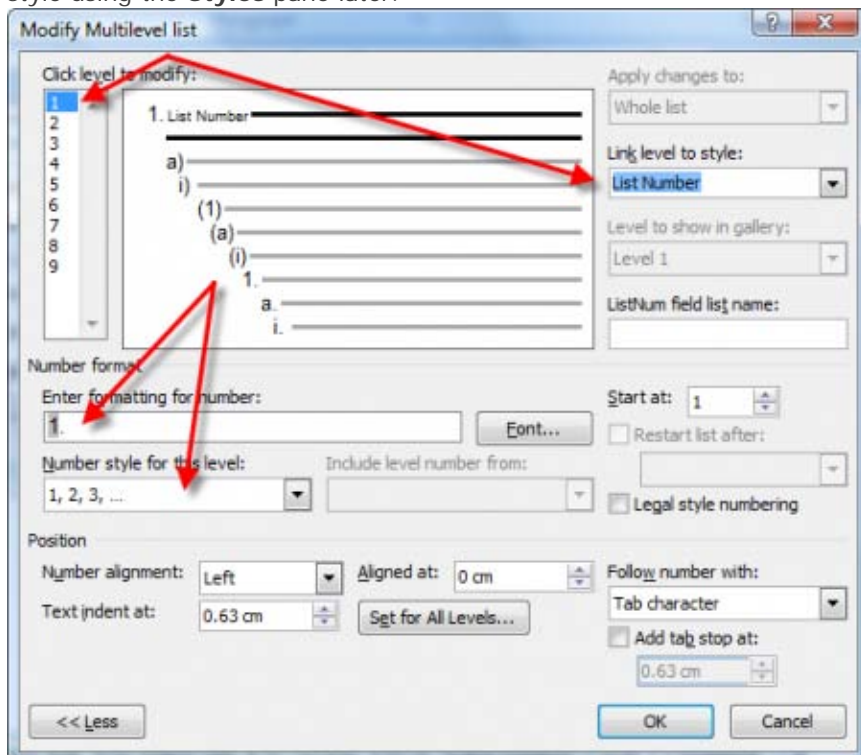 style using the Styles pane later.
Modify Multilevel list
Click level to modify:
1
2
3
4
5
6
7
8
9
1. List Number
a)
i)
(1)
(a)
(i)
1.
a.
i.
Apply changes to:
Whole list
Link level to style:
List Number
Level to show in gallery:
Level 1
ListNum field list name:
Number format
Enter formatting for number:
1.
Font...
Number style for this level:
1, 2, 3, ...
Include level number from:
Start at: 1
Restart list after:
Legal style numbering
Position
Number alignment: Left
Aligned at: 0 cm
Text indent at: 0.63 cm
Set for All Levels...
Follow number with:
Tab character
Add tab stop at:
0.63 cm
<< Less
OK
Cancel